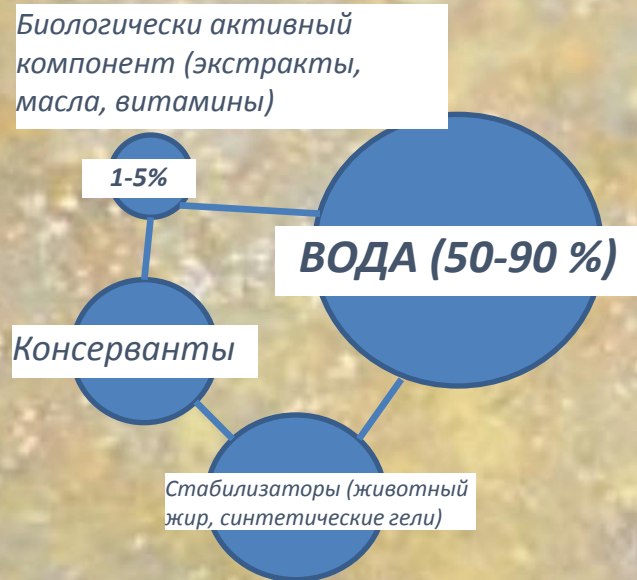 Биологически активный
компонент (экстракты,
масла, витамины)
1-5%
ВОДА (50-90 %)
Консерванты
Стабилизаторы (животный
жир, синтетические гели)